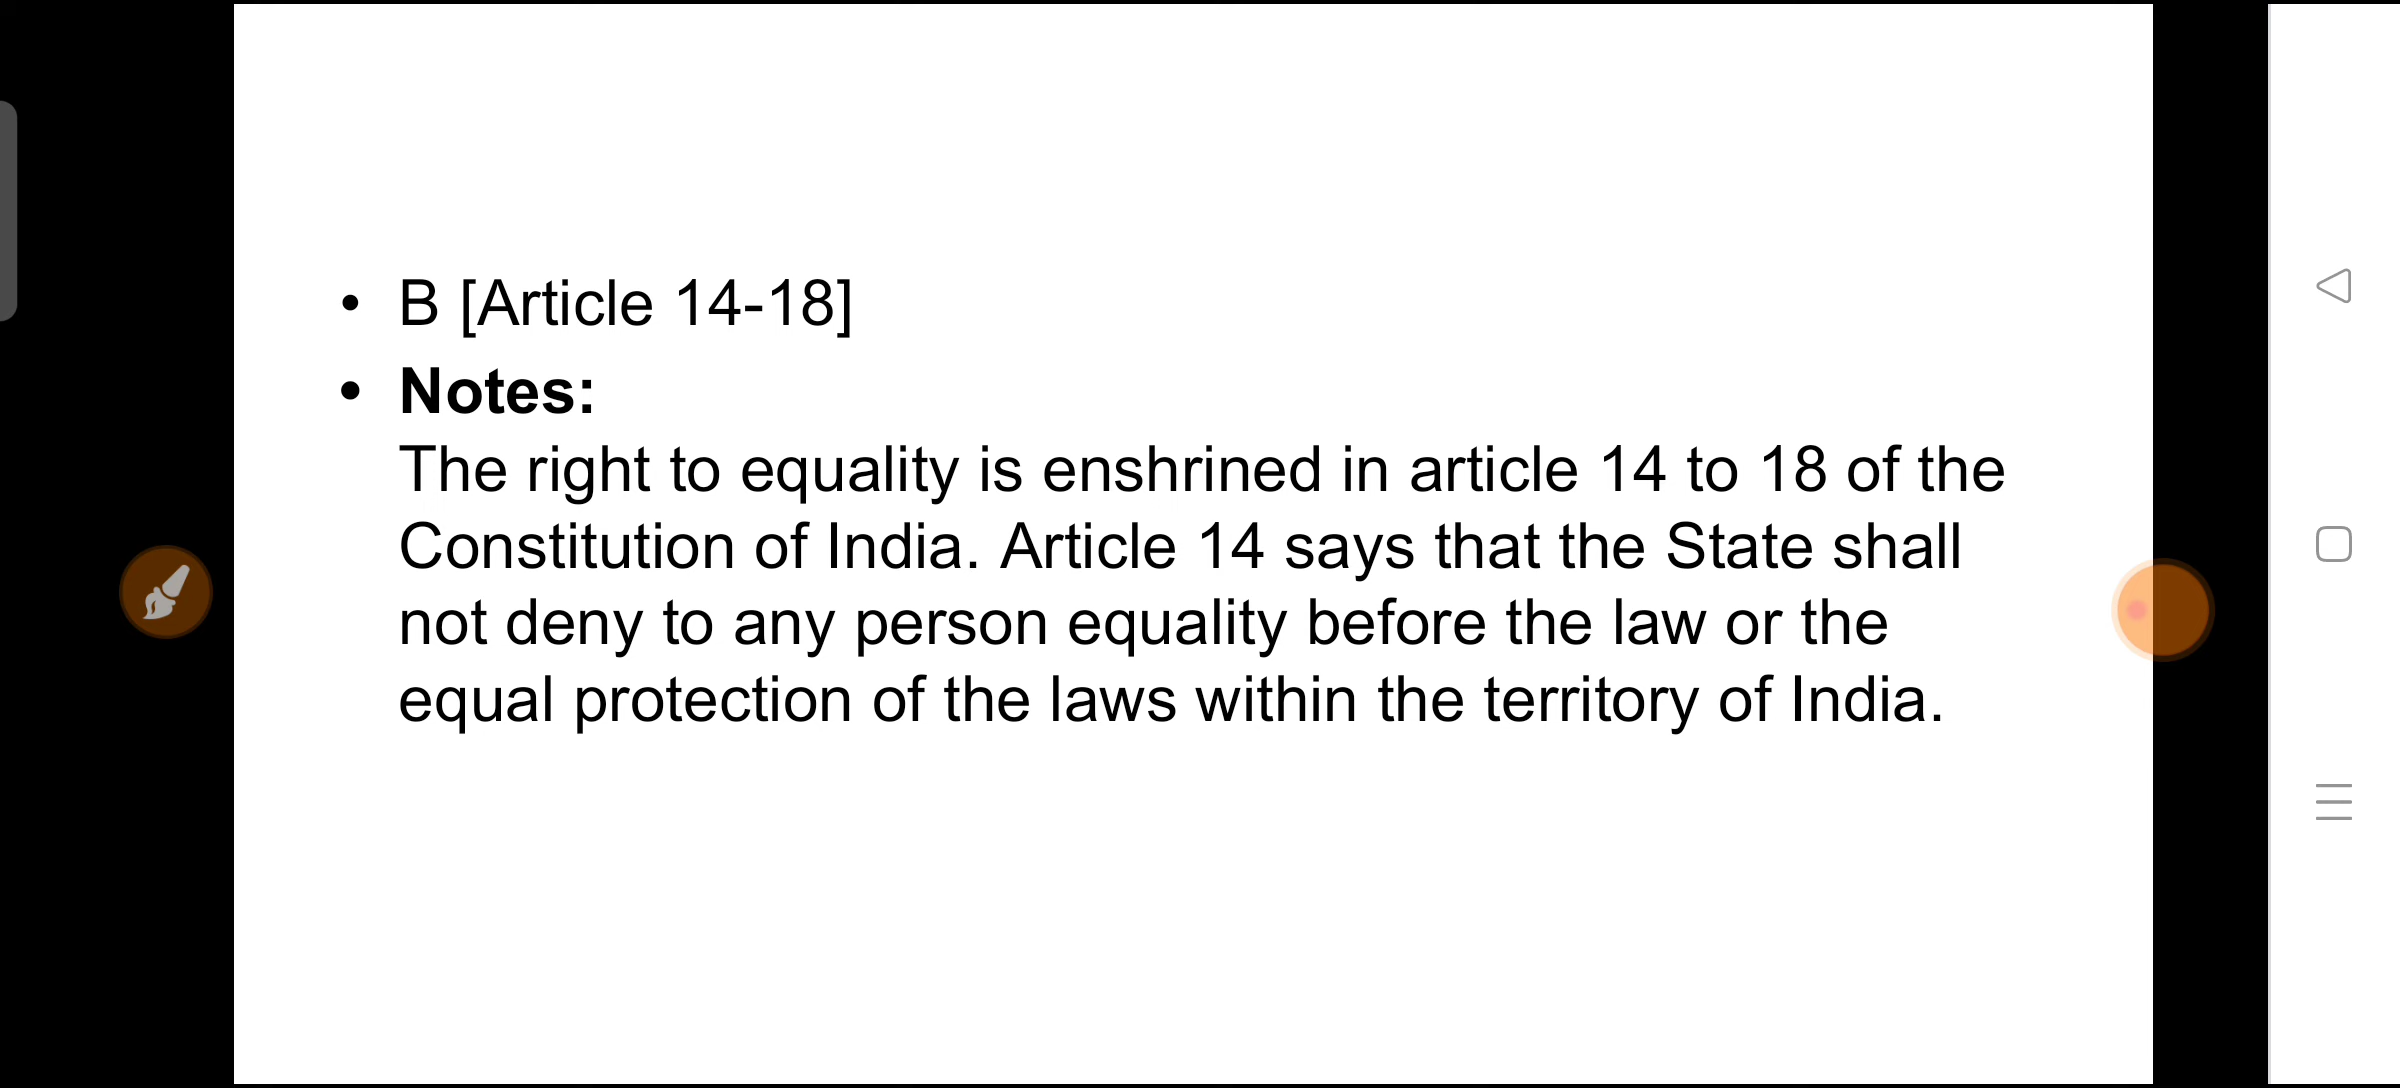 • B [Article 14-18]
• Notes:
The right to equality is enshrined in article 14 to 18 of the
Constitution of India. Article 14 says that the State shall
not deny to any person equality before the law or the
equal protection of the laws within the territory of India.